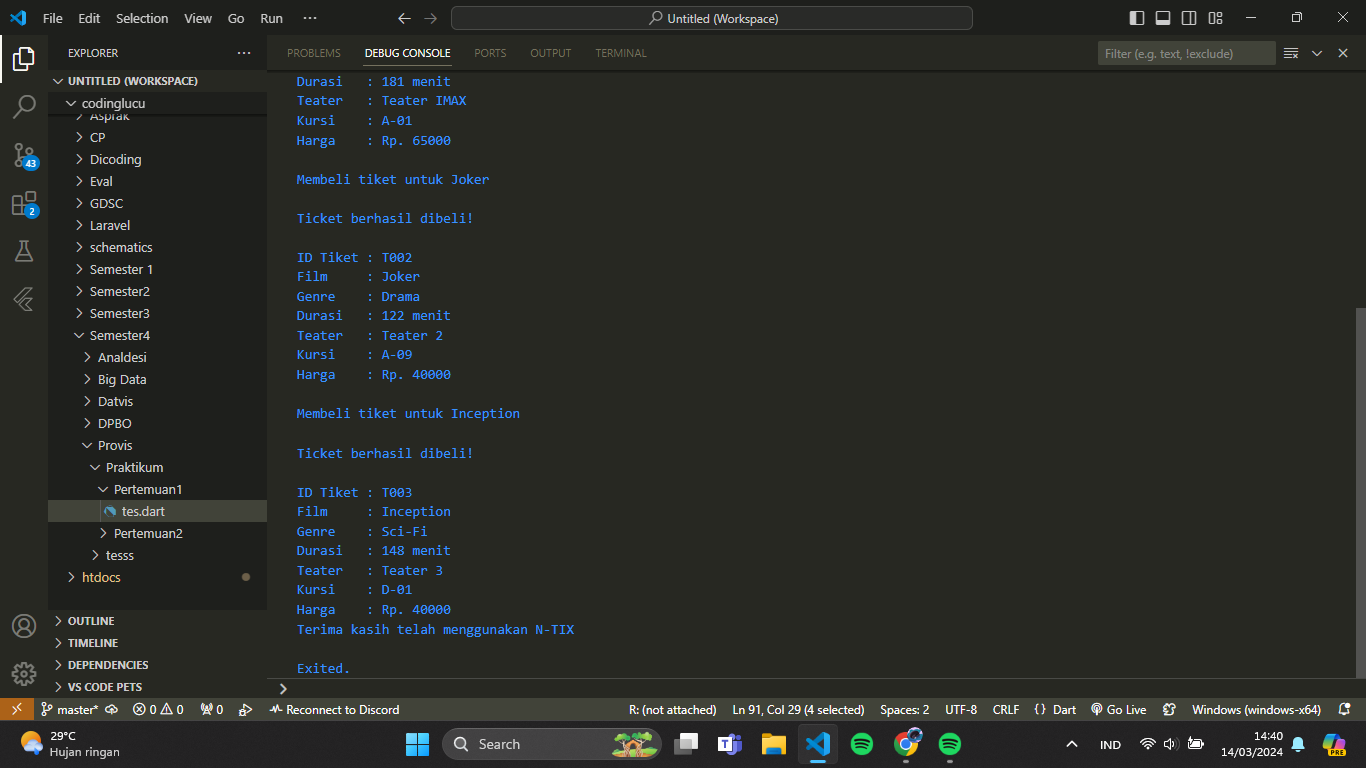 File Edit Selection View Go Run ··· Untitled (Workspace)
EXPLORER ···
UNTITLED (WORKSPACE)
codinglucu
Asprak
CP
Dicoding
Eval
GDSC
Laravel
schematics
Semester 1
Semester2
Semester3
Semester4
Analdesi
Big Data
Datvis
DPBO
Provis
Praktikum
Pertemuan1
tes.dart
Pertemuan2
tesss
htdocs
OUTLINE
TIMELINE
DEPENDENCIES
VS CODE PETS
43
2
PROBLEMS DEBUG CONSOLE PORTS OUTPUT TERMINAL Filter (e.g. text, !exclude)
Durasi : 181 menit
Teater : Teater IMAX
Kursi : A-01
Harga : Rp. 65000
Membeli tiket untuk Joker
Ticket berhasil dibeli!
ID Tiket : T002
Film : Joker
Genre : Drama
Durasi : 122 menit
Teater : Teater 2
Kursi : A-09
Harga : Rp. 40000
Membeli tiket untuk Inception
Ticket berhasil dibeli!
ID Tiket : T003
Film : Inception
Genre : Sci-Fi
Durasi : 148 menit
Teater : Teater 3
Kursi : D-01
Harga : Rp. 40000
Terima kasih telah menggunakan N-TIX
Exited.
master* 0 0 0 Reconnect to Discord R: (not attached) Ln 91, Col 29 (4 selected) Spaces: 2 UTF-8 CRLF {} Dart Go Live Windows (windows-x64)
29°C
Hujan ringan
Search
IND
14:40
14/03/2024
PRE